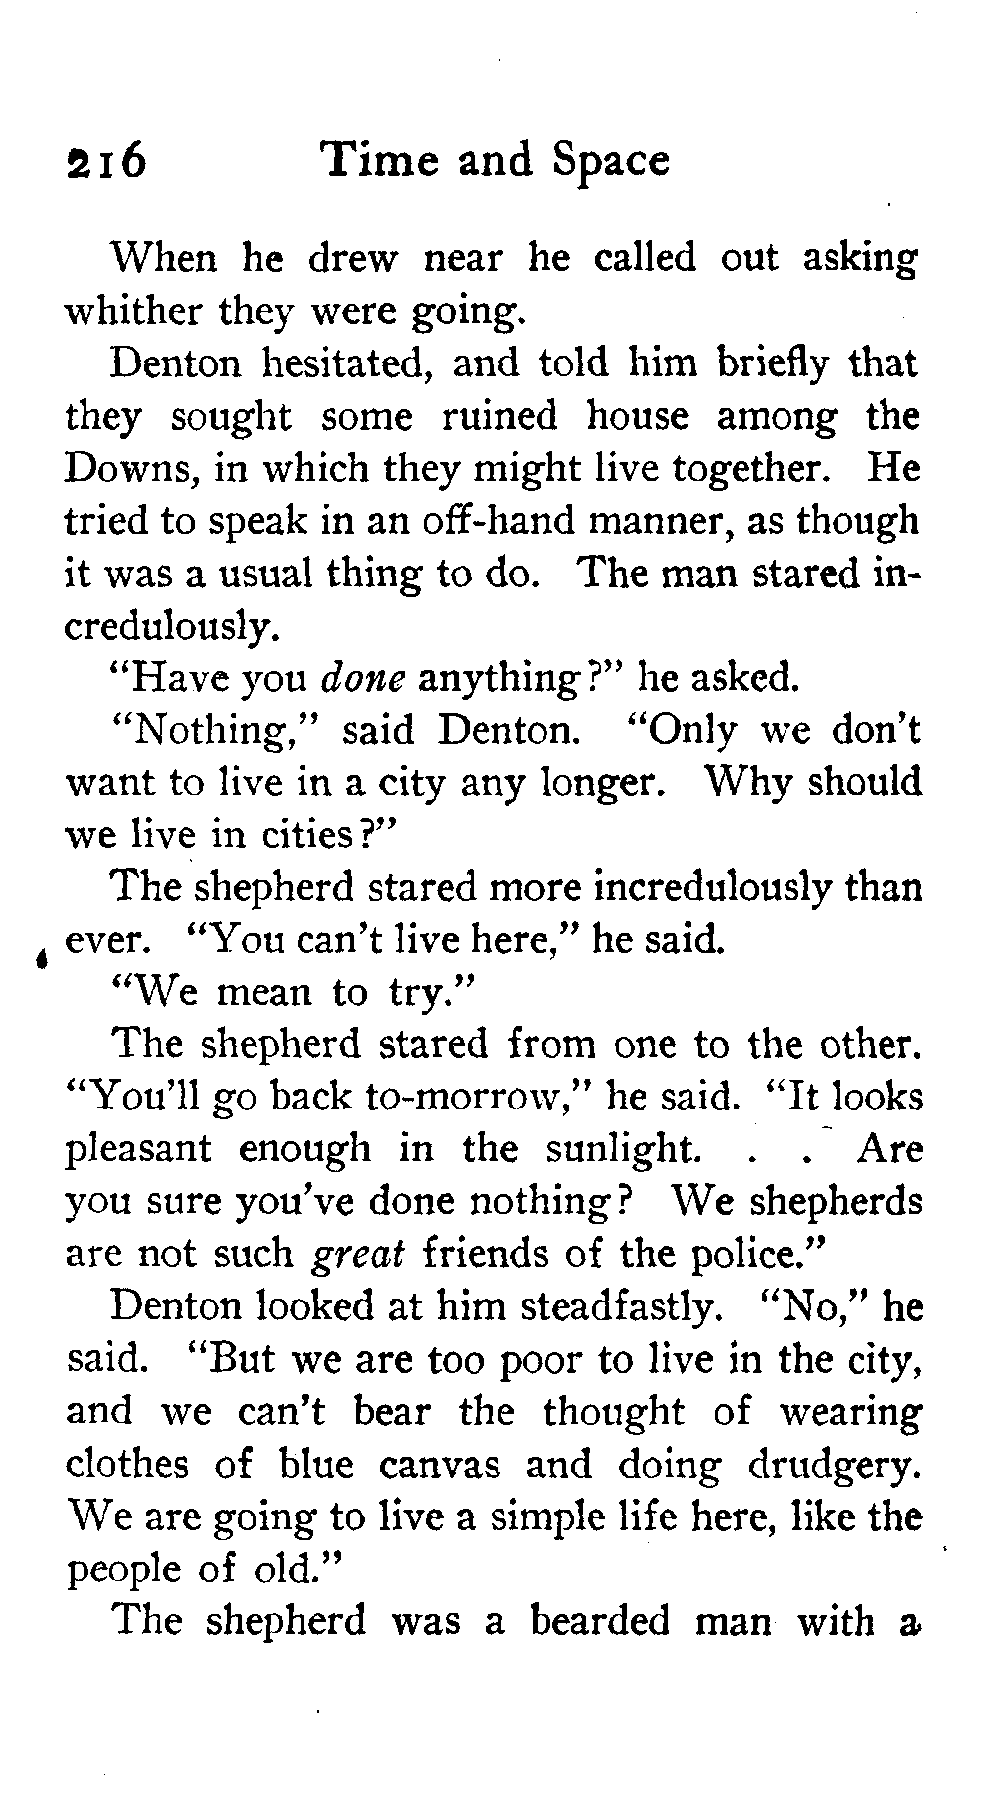 216 Time and Space
When he drew near he called out asking
whither they were going.
Denton hesitated, and told him briefly that
they sought some ruined house among the
Downs, in which they might live together. He
tried to speak in an off-hand manner, as though
it was a usual thing to do. The man stared in-
credulously.
“Have you done anything?” he asked.
“Nothing,” said Denton. “Only we don’t
want to live in a city any longer. Why should
we live in cities?”
The shepherd stared more incredulously than
ever. “You can’t live here,” he said.
“We mean to try.”
The shepherd stared from one to the other.
“You’ll go back to-morrow,” he said. “It looks
pleasant enough in the sunlight. . . Are
you sure you’ve done nothing? We shepherds
are not such great friends of the police.”
Denton looked at him steadfastly. “No,” he
said. “But we are too poor to live in the city,
and we can’t bear the thought of wearing
clothes of blue canvas and doing drudgery.
We are going to live a simple life here, like the
people of old.”
The shepherd was a bearded man with a